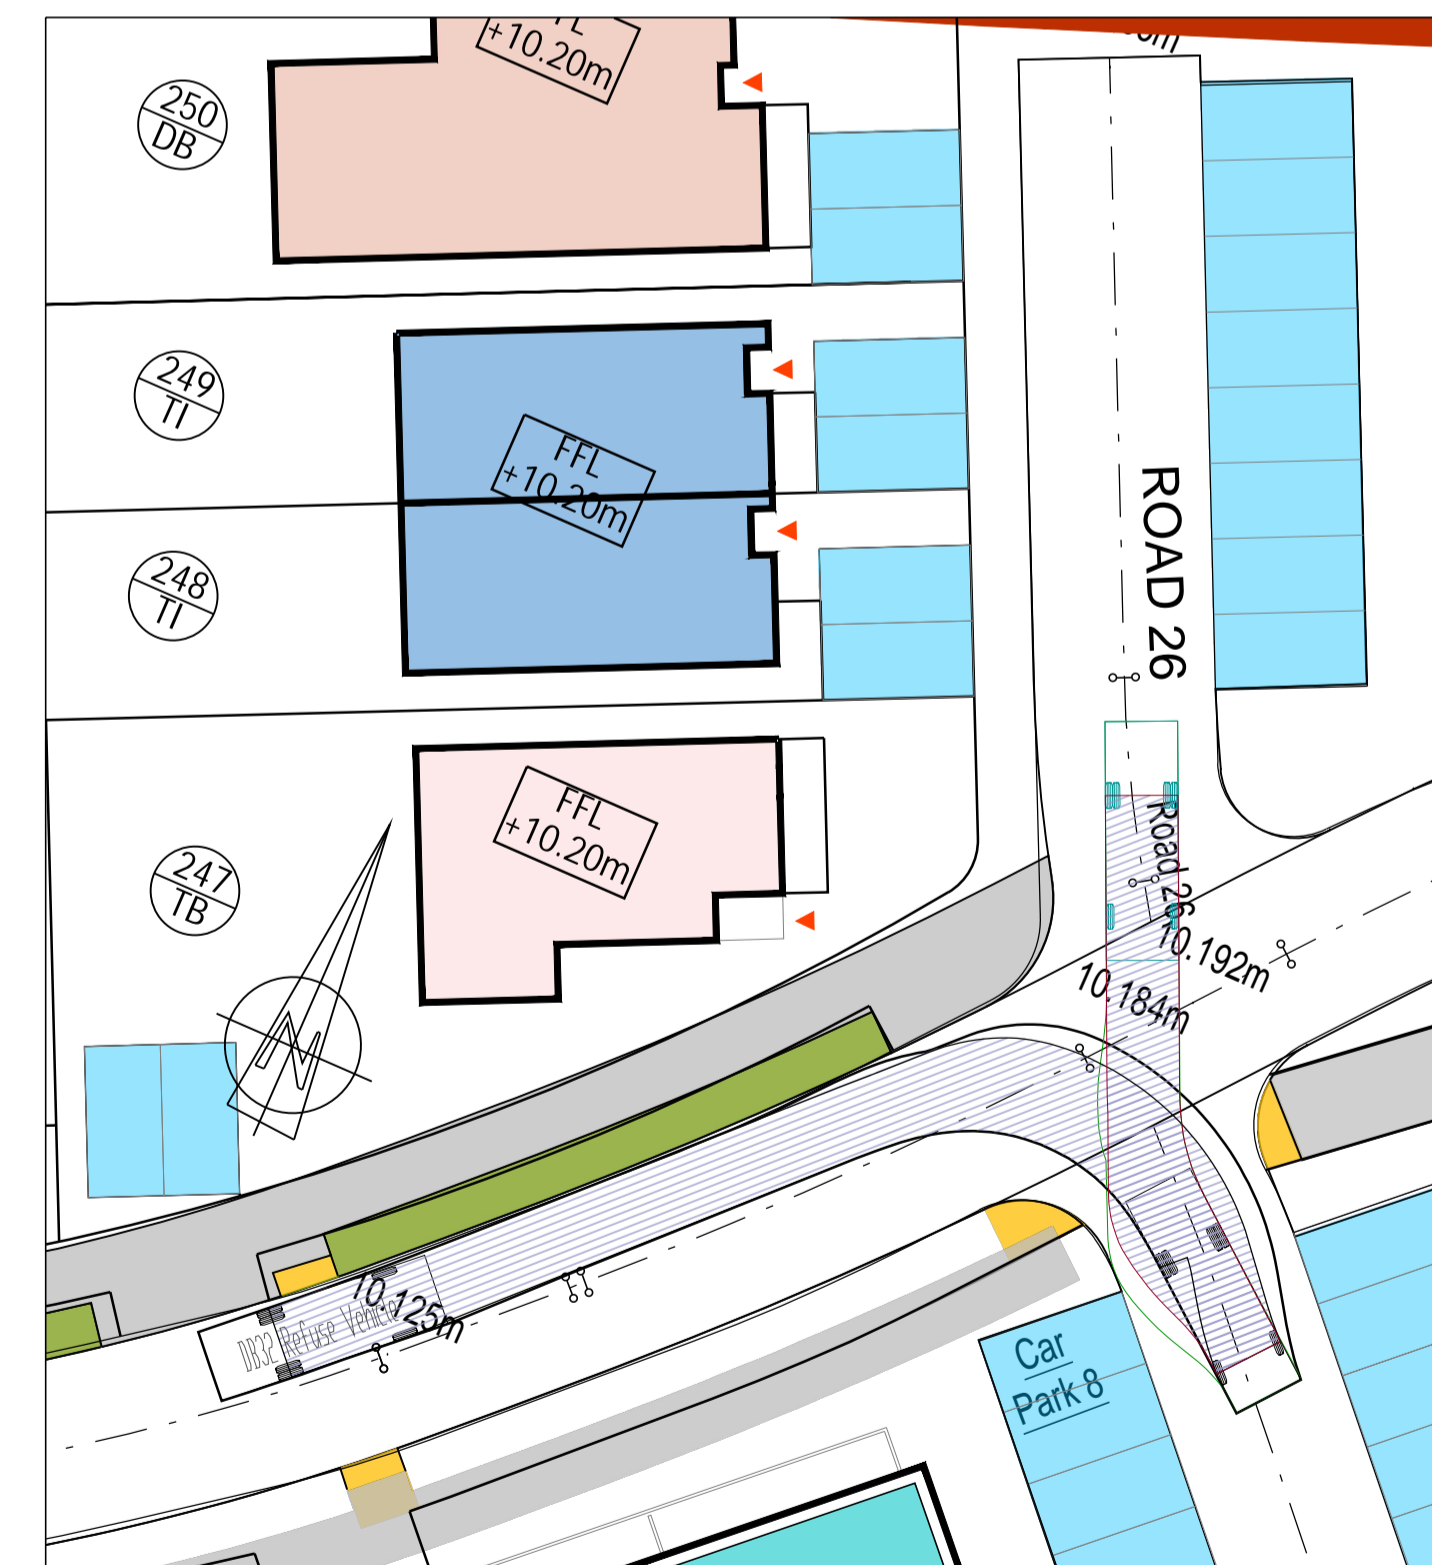 +10.20m
250
DB
249
TI
FFL
+10.20m
248
TI
ROAD 26
FFL
+10.20m
247
TB
Road 26
10.192m
10.184m
N
10.125m
DB32 Refuse Vehicle
Car
Park 8